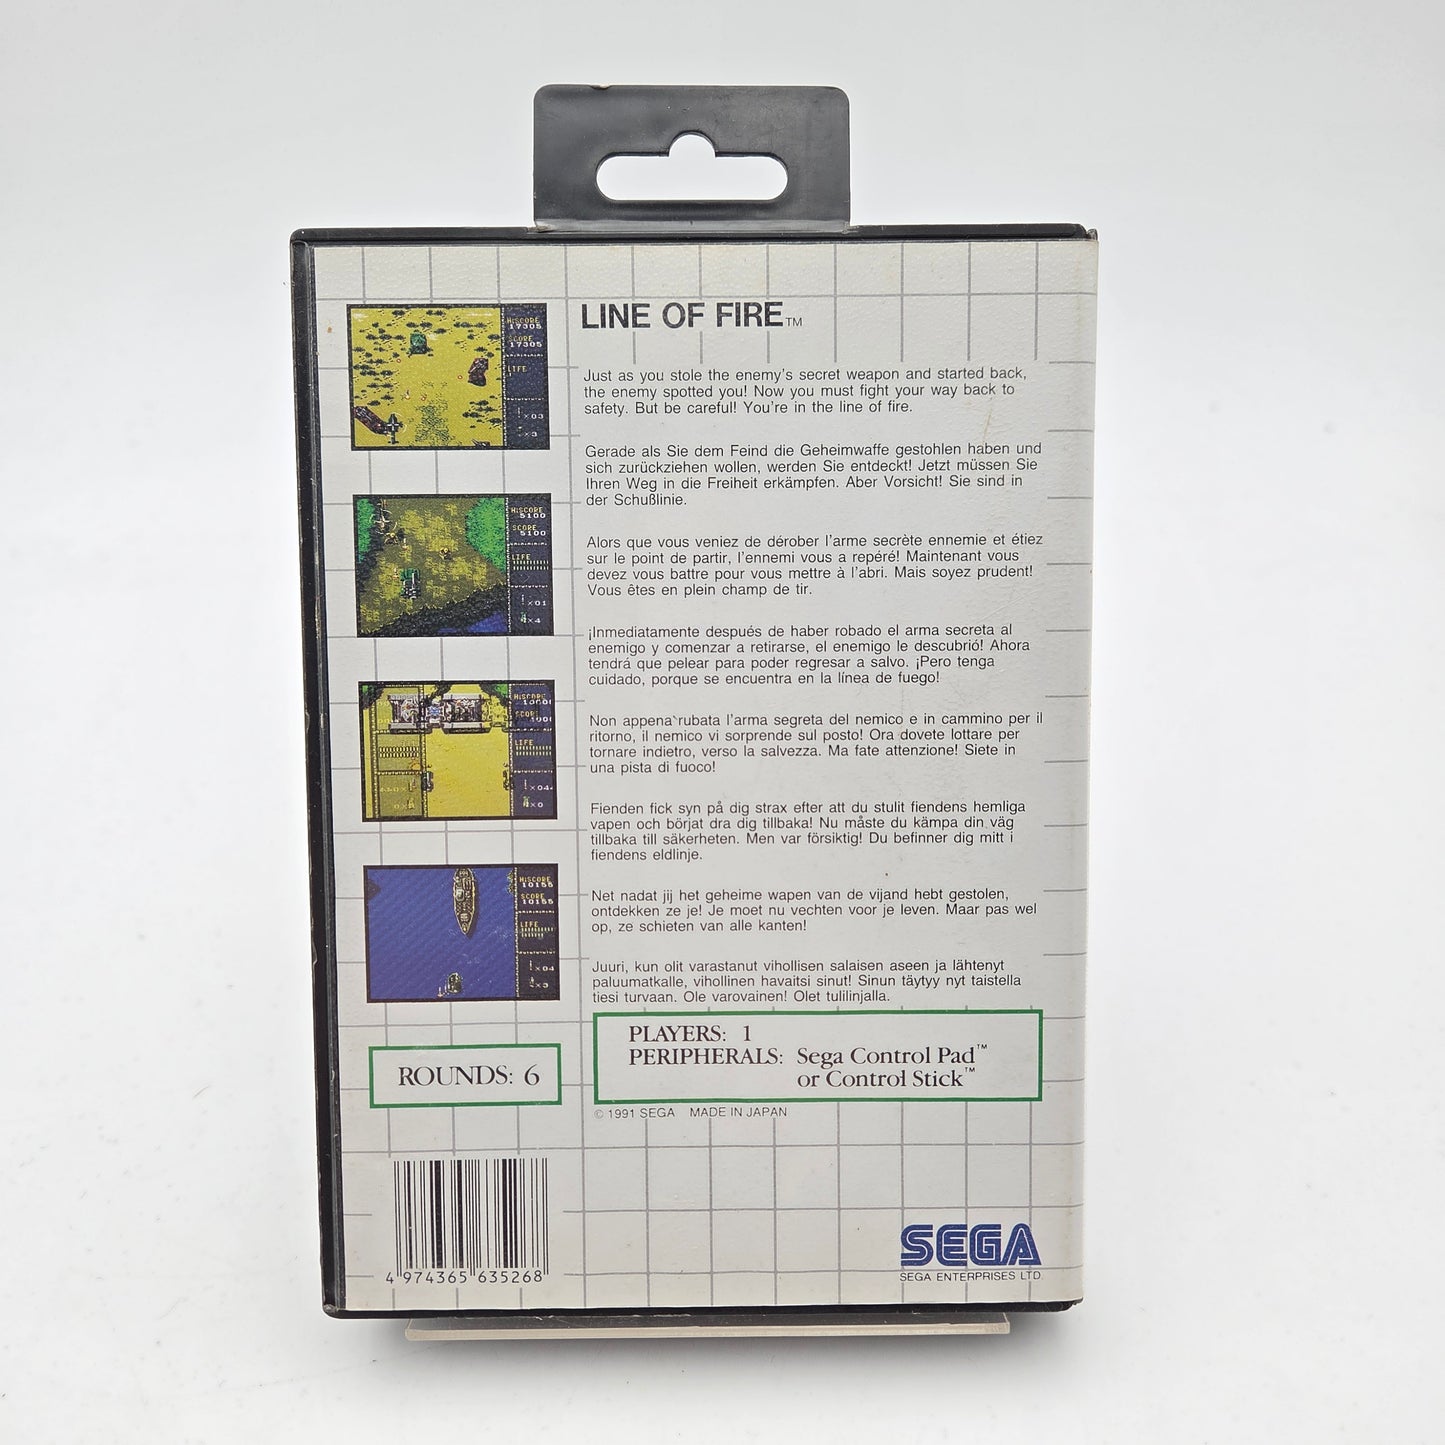 LINE OF FIRE™
Just as you stole the enemy's secret weapon and started back,
the enemy spotted you! Now you must fight your way back to
safety. But be careful! You're in the line of fire.
Gerade als Sie dem Feind die Geheimwaffe gestohlen haben und
sich zurückziehen wollen, werden Sie entdeckt! Jetzt müssen Sie
Ihren Weg in die Freiheit erkämpfen. Aber Vorsicht! Sie sind in
der Schußlinie.
Alors que vous veniez de dérober l'arme secrète ennemie et étiez
sur le point de partir, l'ennemi vous a repéré! Maintenant vous
devez vous battre pour vous mettre à l'abri. Mais soyez prudent!
Vous êtes en plein champ de tir.
¡Inmediatamente después de haber robado el arma secreta al
enemigo y comenzar a retirarse, el enemigo le descubrió! Ahora
tendrá que pelear para poder regresar a salvo. ¡Pero tenga
cuidado, porque se encuentra en la línea de fuego!
Non appena rubata l'arma segreta del nemico e in cammino per il
ritorno, il nemico vi sorprende sul posto! Ora dovete lottare per
tornare indietro, verso la salvezza. Ma fate attenzione! Siete in
una pista di fuoco!
Fienden fick syn på dig strax efter att du stulit fiendens hemliga
vapen och börjat dra dig tillbaka! Nu måste du kämpa din väg
tillbaka till säkerheten. Men var försiktig! Du befinner dig mitt i
fiendens eldlinje.
Net nadat jij het geheime wapen van de vijand hebt gestolen,
ontdekken ze je! Je moet nu vechten voor je leven. Maar pas wel
op, ze schieten van alle kanten!
Juuri, kun olit varastanut vihollisen salaisen aseen ja lähtenyt
paluumatkalle, vihollinen havaitsi sinut! Sinun täytyy nyt taistella
tiesi turvaan. Ole varovainen! Olet tulilinjalla.
PLAYERS: 1
PERIPHERALS: Sega Control Pad™
or Control Stick™
© 1991 SEGA MADE IN JAPAN
HISCORE
17305
SCORE
17305
LIFE
×03
×3
HISCORE
5100
SCORE
5100
LIFE
×01
×4
HISCORE
SCORE
LIFE
×04
×0
HISCORE
10155
SCORE
10155
LIFE
×04
×3
ROUNDS: 6
4 974365 635268
SEGA
SEGA ENTERPRISES LTD.